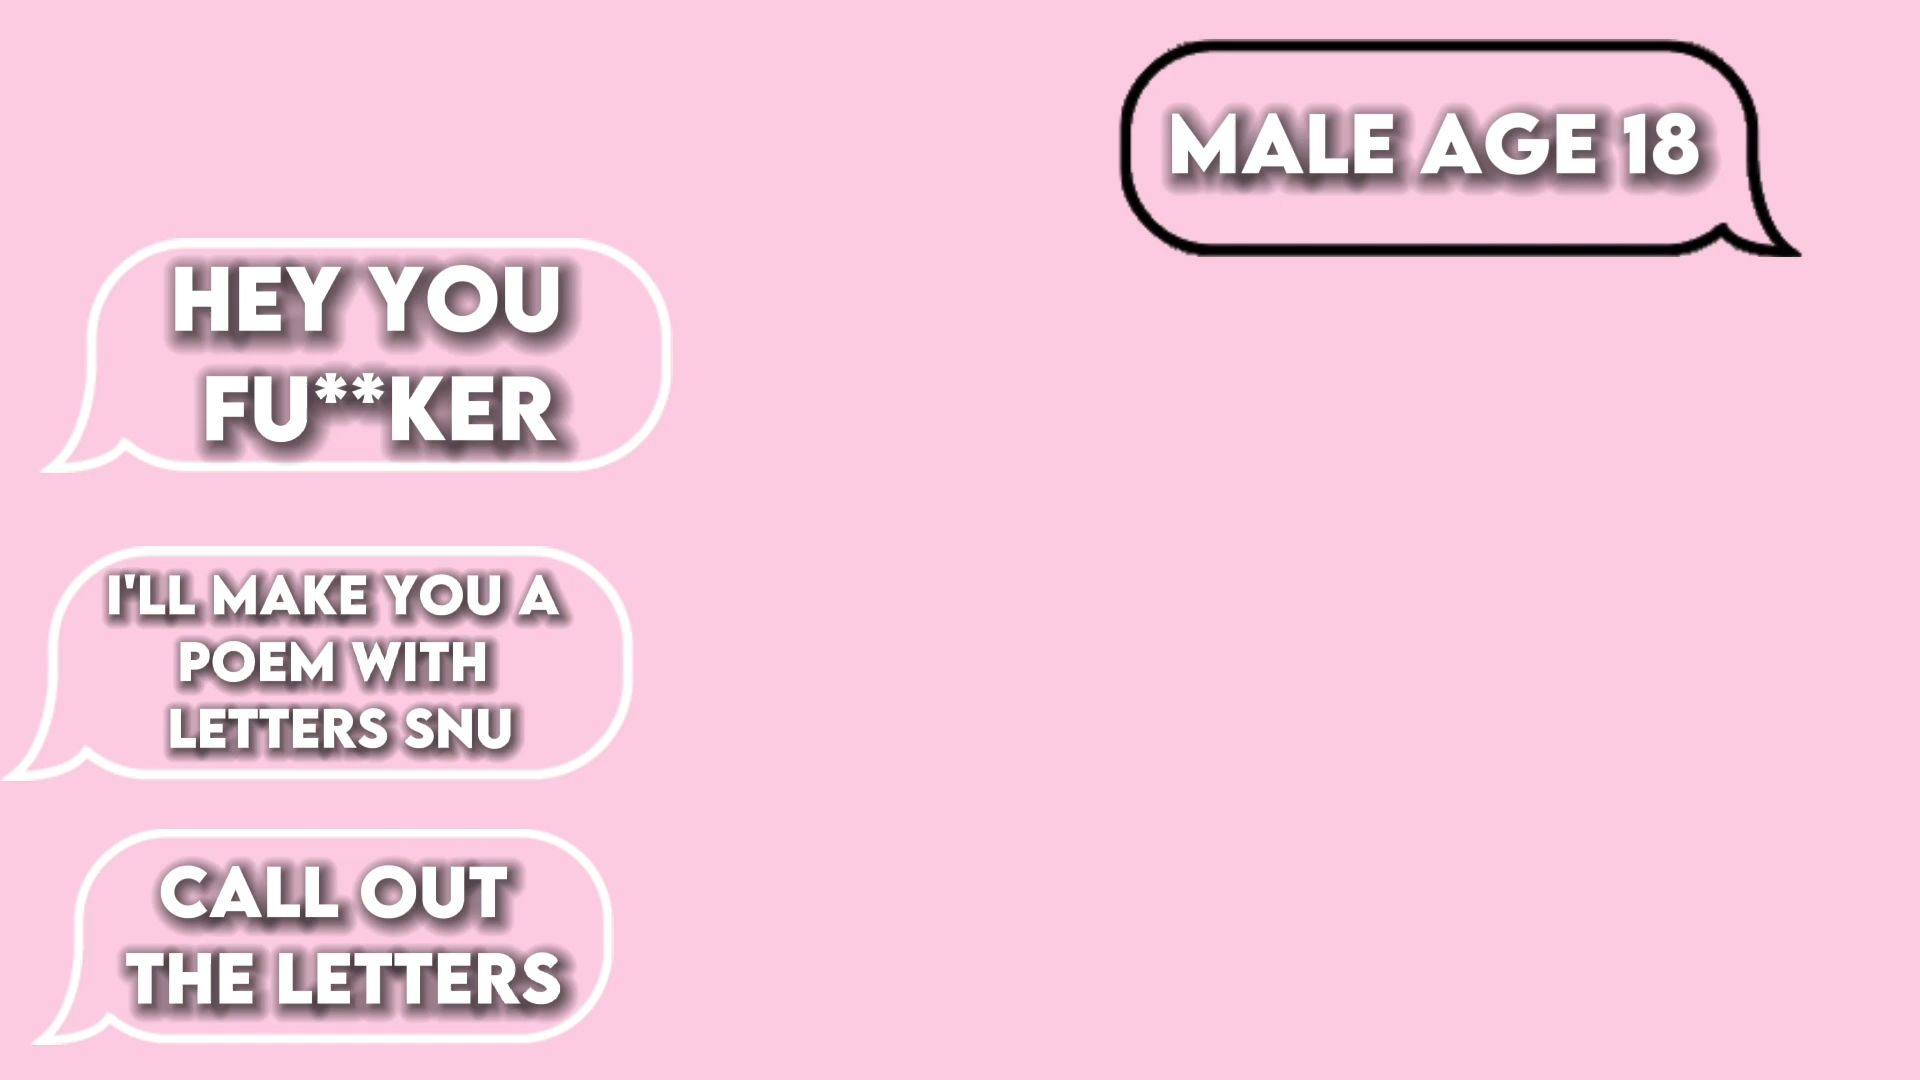 MALE AGE 18
HEY YOU
FU**KER
I'LL MAKE YOU A
POEM WITH
LETTERS SNU
CALL OUT
THE LETTERS